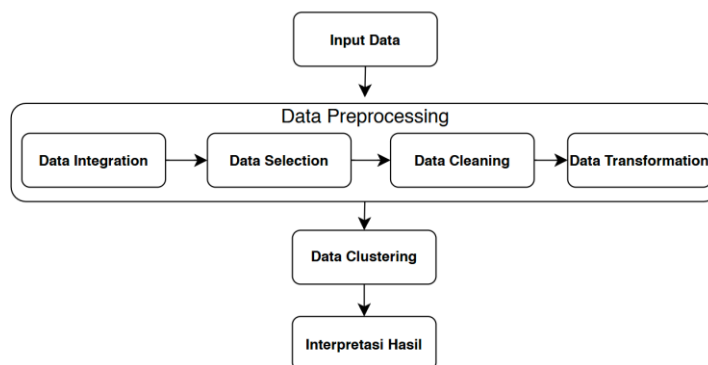 Input Data
Data Preprocessing
Data Integration
Data Selection
Data Cleaning
Data Transformation
Data Clustering
Interpretasi Hasil